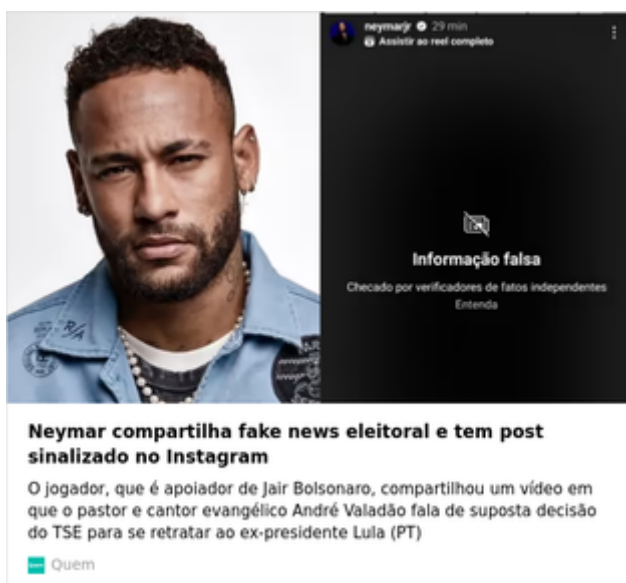 neymarjr 29 min
Assistir ao reel completo
Informação falsa
Checado por verificadores de fatos independentes
Entenda
R/A
Neymar compartilha fake news eleitoral e tem post
sinalizado no Instagram
O jogador, que é apoiador de Jair Bolsonaro, compartilhou um vídeo em
que o pastor e cantor evangélico André Valadão fala de suposta decisão
do TSE para se retratar ao ex-presidente Lula (PT)
Quem